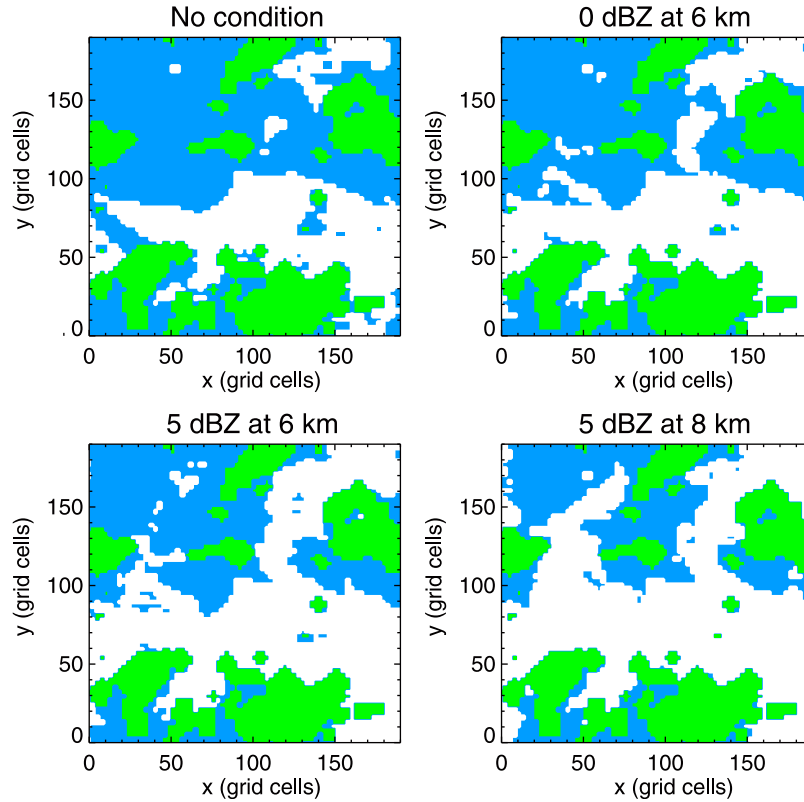 No condition
0 dBZ at 6 km
y (grid cells)
150
100
50
0
0 50 100 150
x (grid cells)
y (grid cells)
150
100
50
0
0 50 100 150
x (grid cells)
5 dBZ at 6 km
5 dBZ at 8 km
y (grid cells)
150
100
50
0
0 50 100 150
x (grid cells)
y (grid cells)
150
100
50
0
0 50 100 150
x (grid cells)